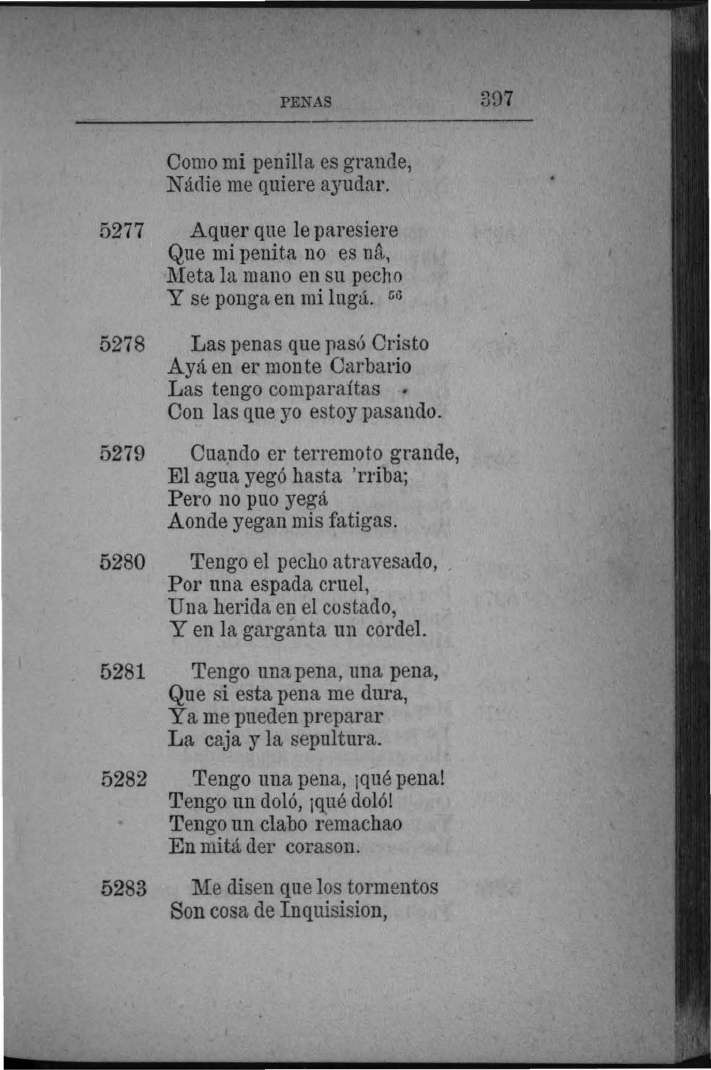 PENAS 397
Como mi penilla es grande,
Nádie me quiere ayudar.
5277 Aquer que le paresiere
Que mi penita no es nâ,
Meta la mano en su pecho
Y se ponga en mi lugá. 56
5278 Las penas que pasó Cristo
Ayá en er monte Carbario
Las tengo comparaítas
Con las que yo estoy pasando.
5279 Cuando er terremoto grande,
El agua yegó hasta 'rriba;
Pero no puo yegá
Aonde yegan mis fatigas.
5280 Tengo el pecho atravesado,
Por una espada cruel,
Una herida en el costado,
Y en la garganta un cordel.
5281 Tengo una pena, una pena,
Que si esta pena me dura,
Ya me pueden preparar
La caja y la sepultura.
5282 Tengo una pena, ¡qué pena!
Tengo un doló, ¡qué doló!
Tengo un clabo remachao
En mitá der corason.
5283 Me disen que los tormentos
Son cosa de Inquisision,